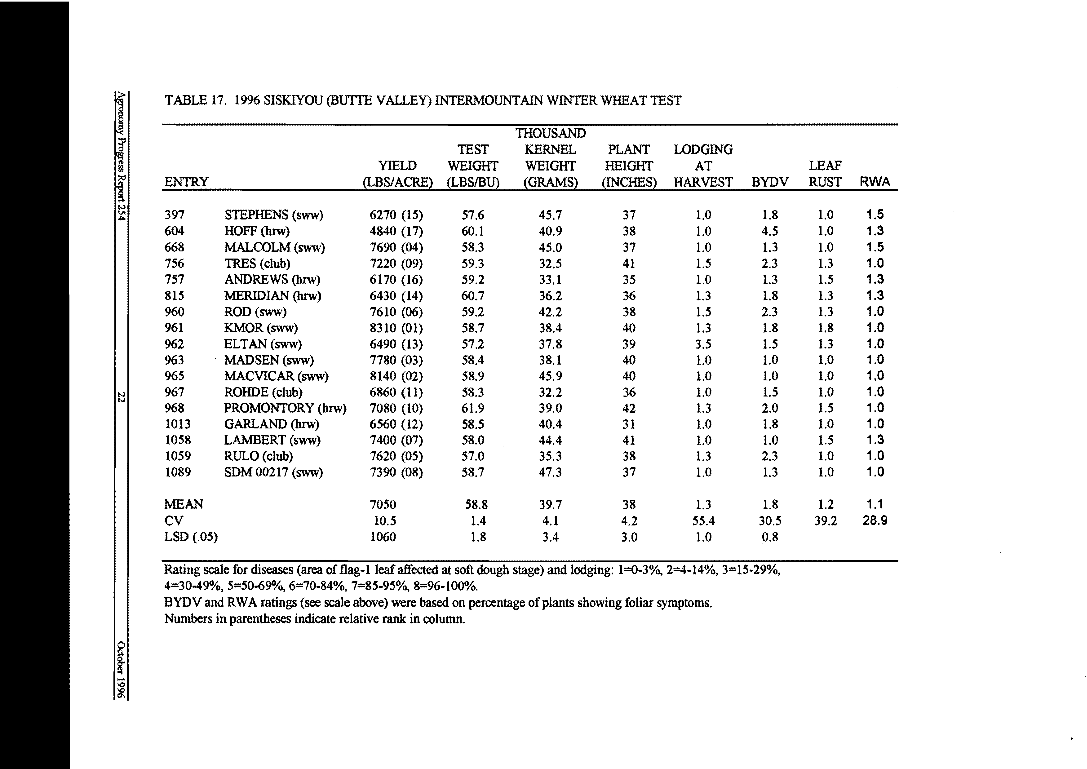 Agronomy Progress Report 254
22
October 1996
TABLE 17. 1996 SISKIYOU (BUTTE VALLEY) INTERMOUNTAIN WINTER WHEAT TEST
THOUSAND
TEST KERNEL PLANT LODGING
YIELD WEIGHT WEIGHT HEIGHT AT LEAF
ENTRY (LBS/ACRE) (LBS/BU) (GRAMS) (INCHES) HARVEST BYDV RUST RWA
397 STEPHENS (sww) 6270 (15) 57.6 45.7 37 1.0 1.8 1.0 1.5
604 HOFF (hrw) 4840 (17) 60.1 40.9 38 1.0 4.5 1.0 1.3
668 MALCOLM (sww) 7690 (04) 58.3 45.0 37 1.0 1.3 1.0 1.5
756 TRES (club) 7220 (09) 59.3 32.5 41 1.5 2.3 1.3 1.0
757 ANDREWS (hrw) 6170 (16) 59.2 33.1 35 1.0 1.3 1.5 1.3
815 MERIDIAN (hrw) 6430 (14) 60.7 36.2 36 1.3 1.8 1.3 1.3
960 ROD (sww) 7610 (06) 59.2 42.2 38 1.5 2.3 1.3 1.0
961 KMOR (sww) 8310 (01) 58.7 38.4 40 1.3 1.8 1.8 1.0
962 ELTAN (sww) 6490 (13) 57.2 37.8 39 3.5 1.5 1.3 1.0
963 MADSEN (sww) 7780 (03) 58.4 38.1 40 1.0 1.0 1.0 1.0
965 MACVICAR (sww) 8140 (02) 58.9 45.9 40 1.0 1.0 1.0 1.0
967 ROHDE (club) 6860 (11) 58.3 32.2 36 1.0 1.5 1.0 1.0
968 PROMONTORY (hrw) 7080 (10) 61.9 39.0 42 1.3 2.0 1.5 1.0
1013 GARLAND (hrw) 6560 (12) 58.5 40.4 31 1.0 1.8 1.0 1.0
1058 LAMBERT (sww) 7400 (07) 58.0 44.4 41 1.0 1.0 1.5 1.3
1059 RULO (club) 7620 (05) 57.0 35.3 38 1.3 2.3 1.0 1.0
1089 SDM 00217 (sww) 7390 (08) 58.7 47.3 37 1.0 1.3 1.0 1.0
MEAN 7050 58.8 39.7 38 1.3 1.8 1.2 1.1
CV 10.5 1.4 4.1 4.2 55.4 30.5 39.2 28.9
LSD (.05) 1060 1.8 3.4 3.0 1.0 0.8
Rating scale for diseases (area of flag-1 leaf affected at soft dough stage) and lodging: 1=0-3%, 2=4-14%, 3=15-29%,
4=30-49%, 5=50-69%, 6=70-84%, 7=85-95%, 8=96-100%.
BYDV and RWA ratings (see scale above) were based on percentage of plants showing foliar symptoms.
Numbers in parentheses indicate relative rank in column.